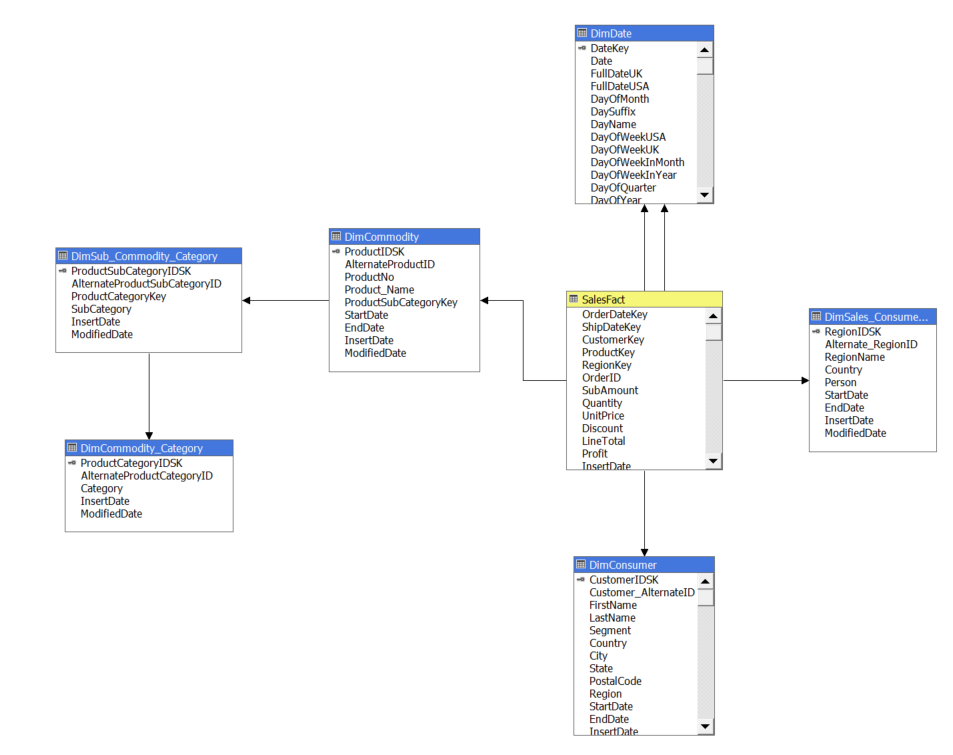 DimDate
DateKey
Date
FullDateUK
FullDateUSA
DayOfMonth
DaySuffix
DayName
DayOfWeekUSA
DayOfWeekUK
DayOfWeekInMonth
DayOfWeekInYear
DayOfQuarter
DayOfYear
DimSub_Commodity_Category
ProductSubCategoryIDSK
AlternateProductSubCategoryID
ProductCategoryKey
SubCategory
InsertDate
ModifiedDate
DimCommodity
ProductIDSK
AlternateProductID
ProductNo
Product_Name
ProductSubCategoryKey
StartDate
EndDate
InsertDate
ModifiedDate
SalesFact
OrderDateKey
ShipDateKey
CustomerKey
ProductKey
RegionKey
OrderID
SubAmount
Quantity
UnitPrice
Discount
LineTotal
Profit
InsertDate
DimSales_Consume...
RegionIDSK
Alternate_RegionID
RegionName
Country
Person
StartDate
EndDate
InsertDate
ModifiedDate
DimCommodity_Category
ProductCategoryIDSK
AlternateProductCategoryID
Category
InsertDate
ModifiedDate
DimConsumer
CustomerIDSK
Customer_AlternateID
FirstName
LastName
Segment
Country
City
State
PostalCode
Region
StartDate
EndDate
InsertDate